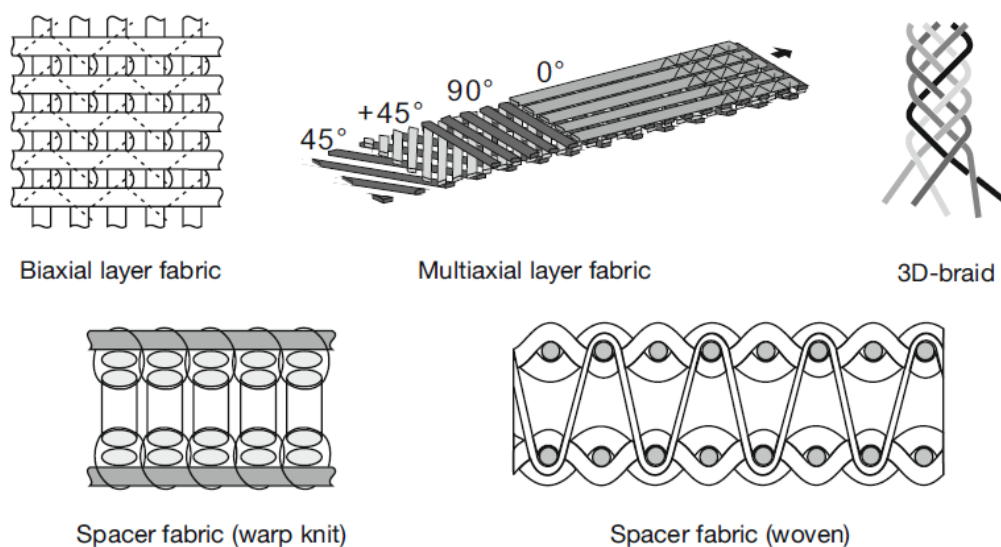 0°
90°
+45°
45°
Biaxial layer fabric
Multiaxial layer fabric
3D-braid
Spacer fabric (warp knit)
Spacer fabric (woven)